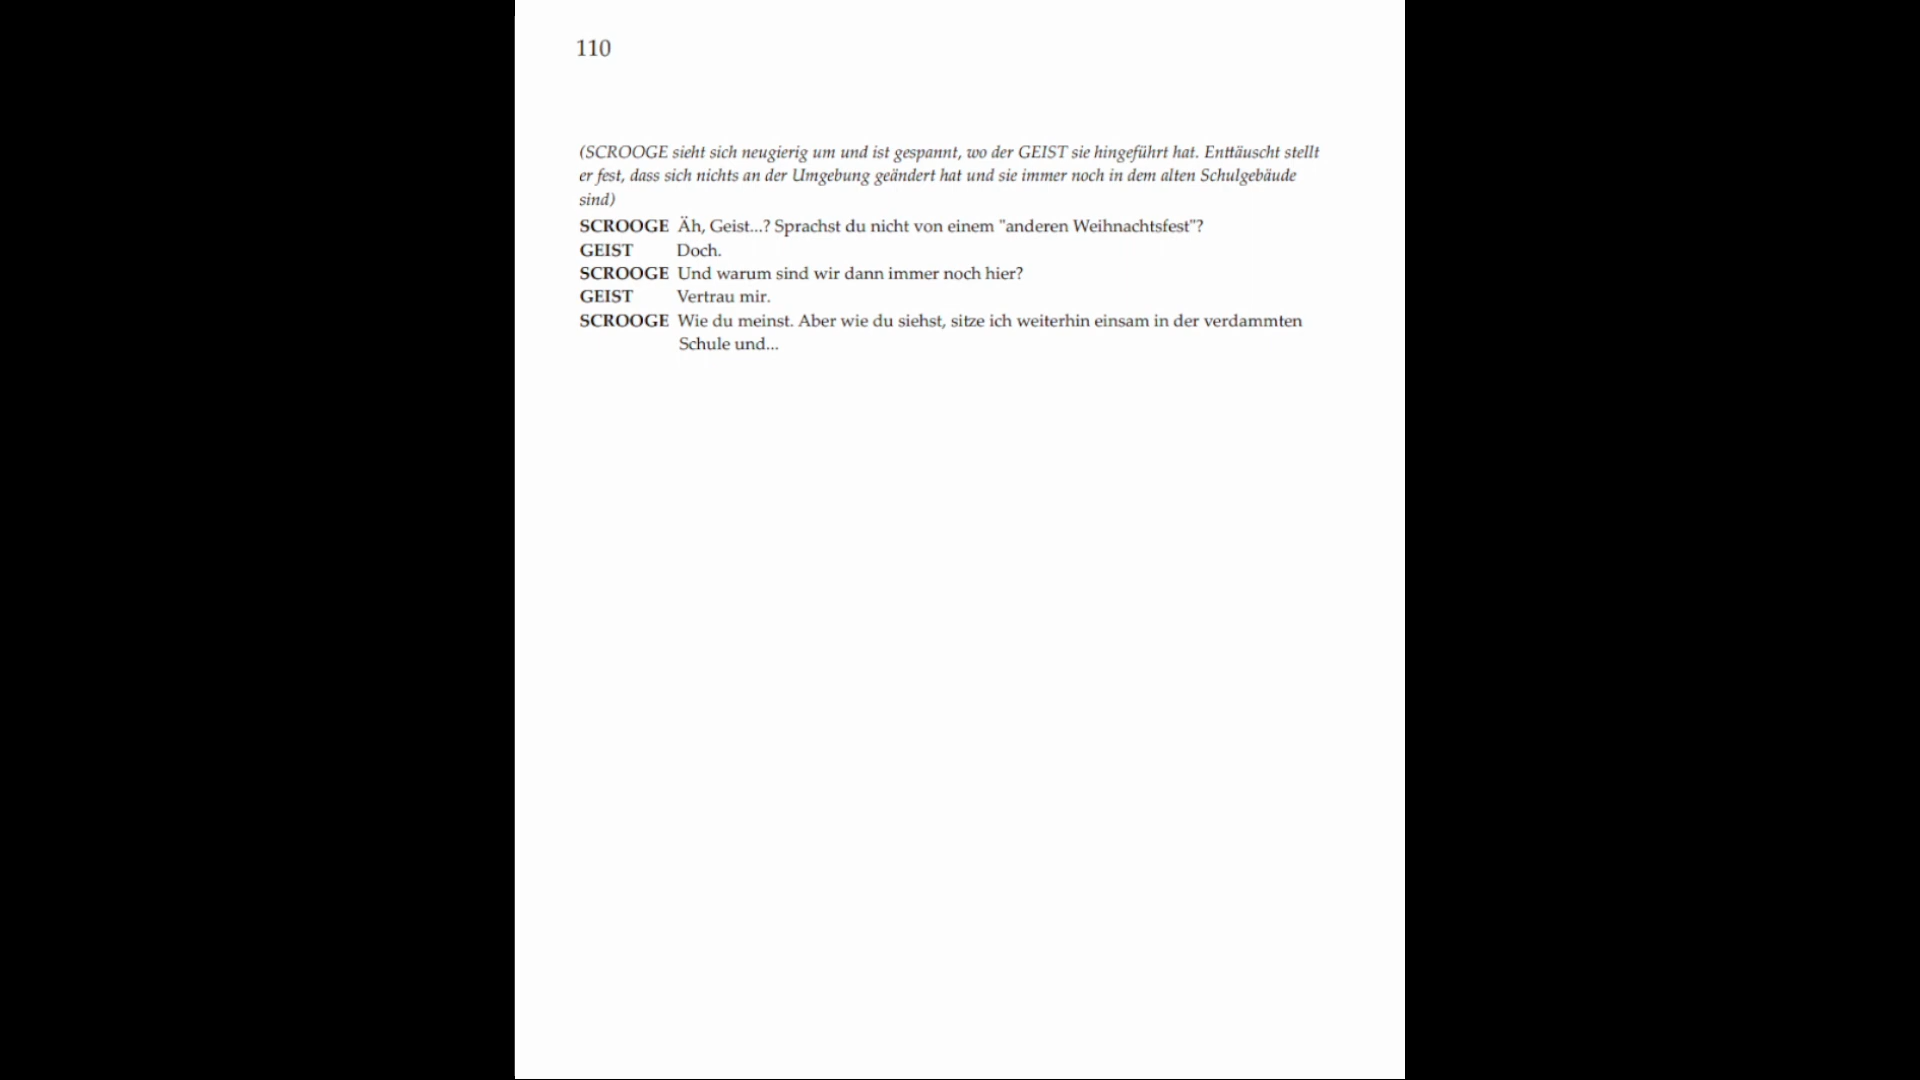 110
(SCROOGE sieht sich neugierig um und ist gespannt, wo der GEIST sie hingeführt hat. Enttäuscht stellt
er fest, dass sich nichts an der Umgebung geändert hat und sie immer noch in dem alten Schulgebäude
sind)
SCROOGE Äh, Geist...? Sprachst du nicht von einem "anderen Weihnachtsfest"?
GEIST Doch.
SCROOGE Und warum sind wir dann immer noch hier?
GEIST Vertrau mir.
SCROOGE Wie du meinst. Aber wie du siehst, sitze ich weiterhin einsam in der verdammten
Schule und...